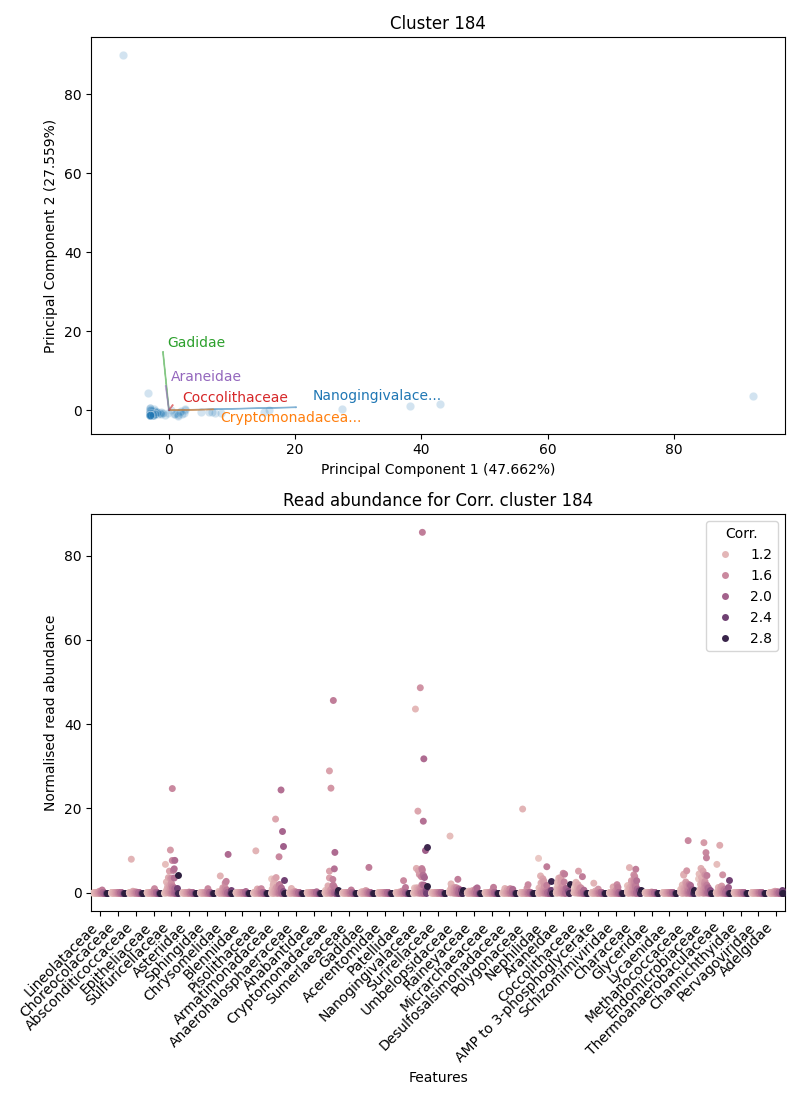 Cluster 184
Principal Component 2 (27.559%)
80
60
40
20
0
Gadidae
Araneidae
Coccolithaceae
Nanogingivalace...
Cryptomonadacea...
0
20
40
60
80
Principal Component 1 (47.662%)
Read abundance for Corr. cluster 184
Normalised read abundance
80
60
40
20
0
Corr.
1.2
1.6
2.0
2.4
2.8
Lineolataceae
Choreocolacaceae
Absconditicoccaceae
Epitheliaceae
Sulfuricellaceae
Asteriidae
Sphingidae
Chrysomelidae
Blenniidae
Pisolithaceae
Armatimonadaceae
Anaerohalosphaeraceae
Anabantidae
Cryptomonadaceae
Sumerlaeaceae
Gadidae
Acerentomidae
Patellidae
Nanogingivalaceae
Surirellaceae
Umbelopsidaceae
Raineyaceae
Micrarchaeaceae
Desulfosalsimonadaceae
Polygonaceae
Nephilidae
Araneidae
Coccolithaceae
AMP to 3-phosphoglycerate
Schizomimiviridae
Characeae
Glyceridae
Lycaenidae
Methanococcaceae
Endomicrobiaceae
Thermoanaerobaculaceae
Channichthyidae
Pervagoviridae
Adelgidae
Features